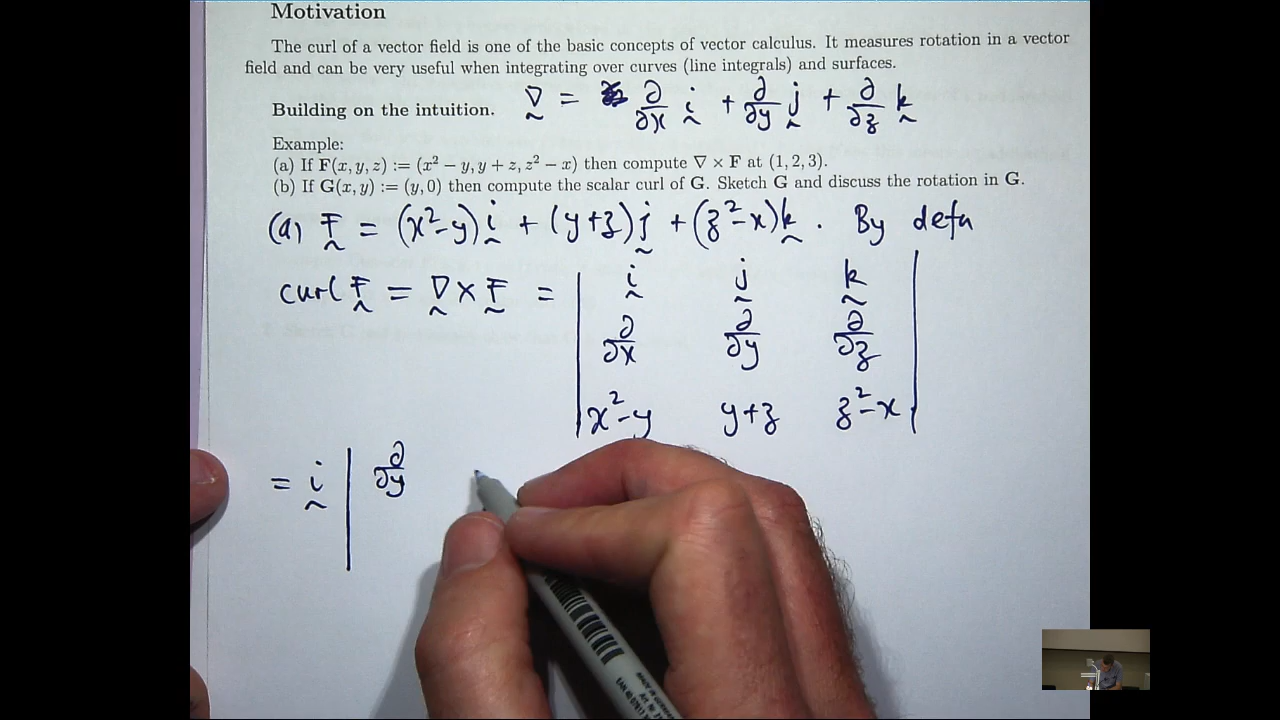 Motivation
The curl of a vector field is one of the basic concepts of vector calculus. It measures rotation in a vector
field and can be very useful when integrating over curves (line integrals) and surfaces.
Building on the intuition. ∇̰ = ∂/∂x ḭ + ∂/∂y j̰ + ∂/∂z k̰
Example:
(a) If F(x, y, z) := (x² − y, y + z, z² − x) then compute ∇ × F at (1, 2, 3).
(b) If G(x, y) := (y, 0) then compute the scalar curl of G. Sketch G and discuss the rotation in G.
(a) F̰ = (x²−y)ḭ + (y+z)j̰ + (z²−x)k̰ . By defn
curl F̰ = ∇̰ × F̰ = | ḭ j̰ k̰ |
∂/∂x ∂/∂y ∂/∂z
x²−y y+z z²−x
= ḭ | ∂/∂y